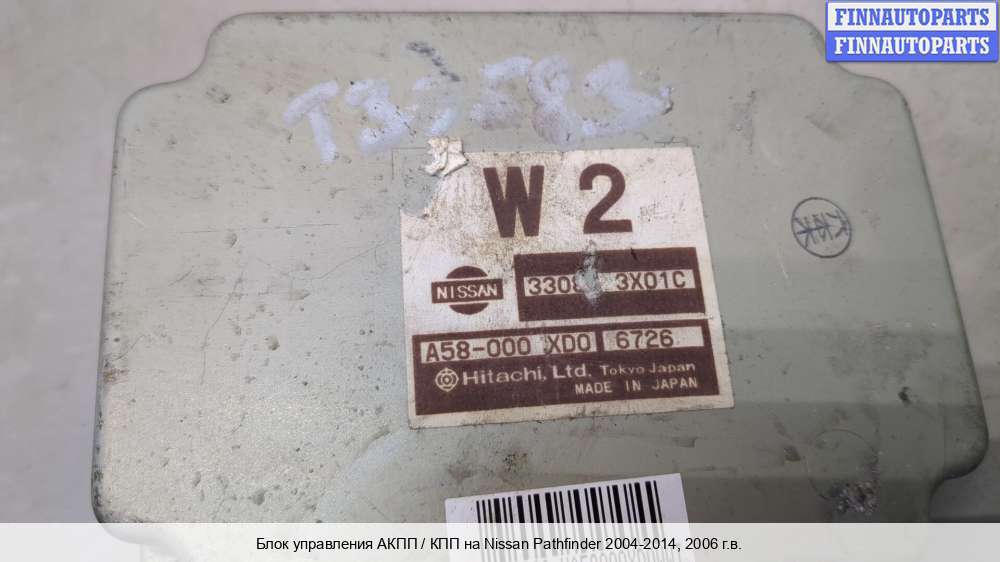 FINNAUTOPARTS
FINNAUTOPARTS
W 2
NISSAN
3308 3X01C
A58-000 XD0 6726
Hitachi, Ltd. Tokyo Japan
MADE IN JAPAN
Блок управления АКПП / КПП на Nissan Pathfinder 2004-2014, 2006 г.в.